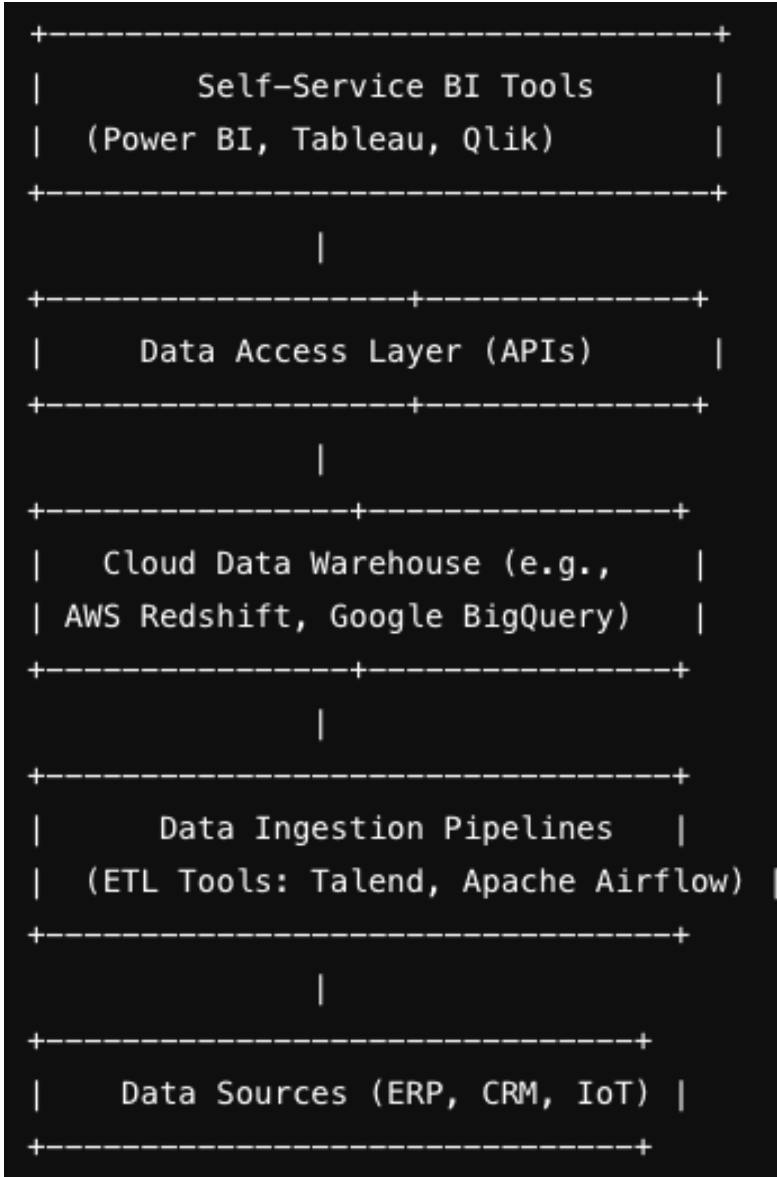 +-----------------------------------+
| Self-Service BI Tools |
| (Power BI, Tableau, Qlik) |
+-----------------------------------+
|
+-------------------+--------------+
| Data Access Layer (APIs) |
+-------------------+--------------+
|
+----------------+----------------+
| Cloud Data Warehouse (e.g., |
| AWS Redshift, Google BigQuery) |
+----------------+----------------+
|
+---------------------------------+
| Data Ingestion Pipelines |
| (ETL Tools: Talend, Apache Airflow) |
+---------------------------------+
|
+-------------------------------+
| Data Sources (ERP, CRM, IoT) |
+-------------------------------+